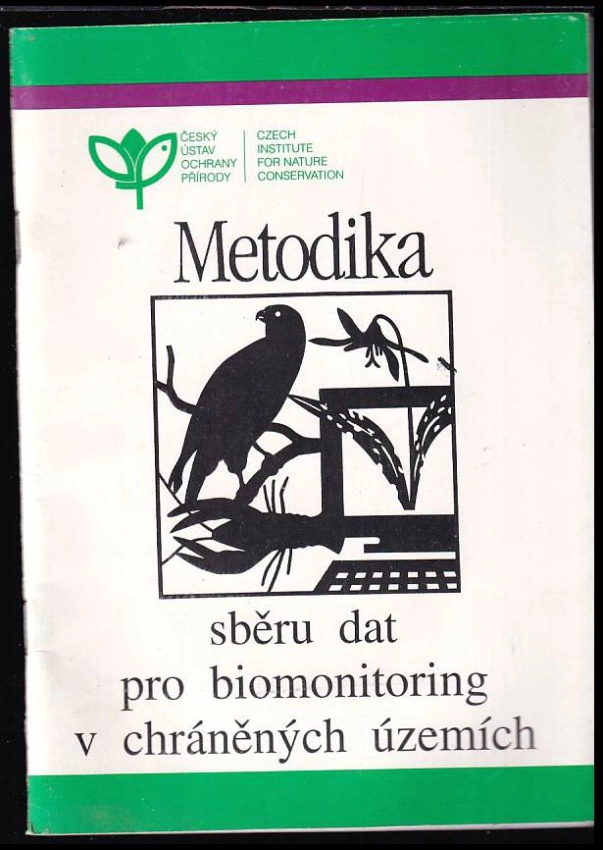 ČESKÝ
ÚSTAV
OCHRANY
PŘÍRODY
CZECH
INSTITUTE
FOR NATURE
CONSERVATION
Metodika
sběru dat
pro biomonitoring
v chráněných územích